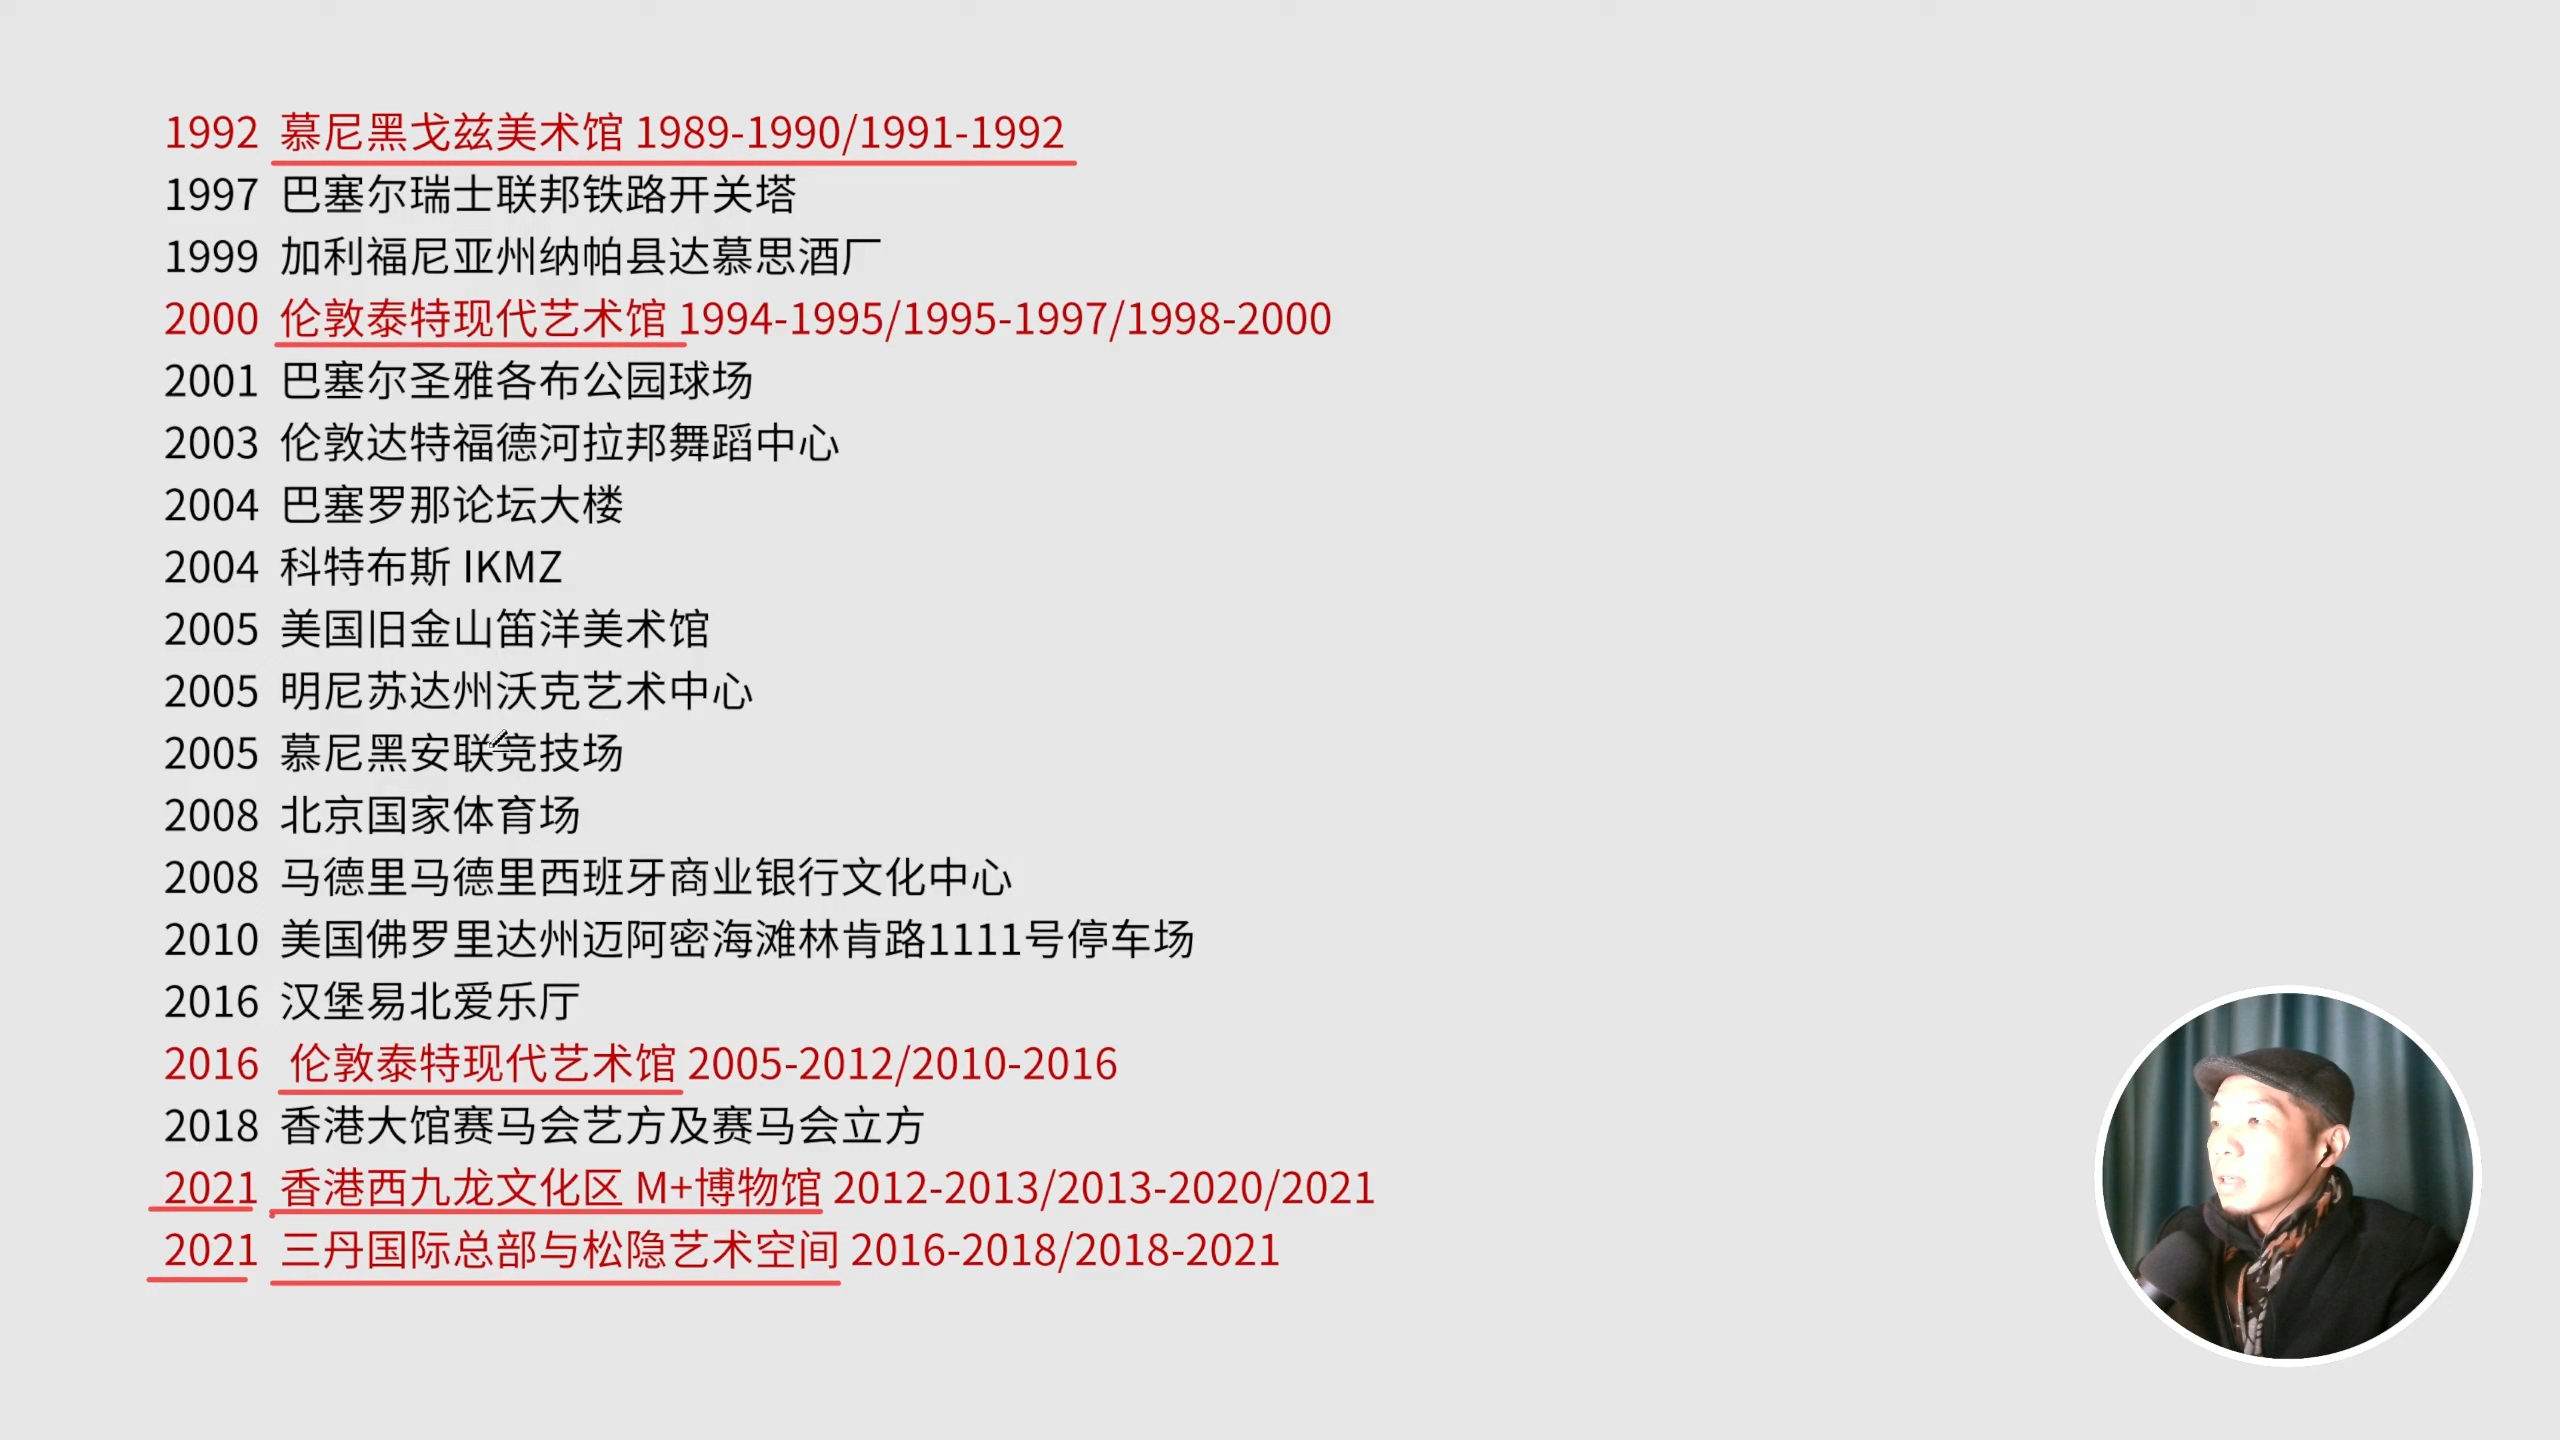 1992 慕尼黑戈兹美术馆 1989-1990/1991-1992
1997 巴塞尔瑞士联邦铁路开关塔
1999 加利福尼亚州纳帕县达慕思酒厂
2000 伦敦泰特现代艺术馆 1994-1995/1995-1997/1998-2000
2001 巴塞尔圣雅各布公园球场
2003 伦敦达特福德河拉邦舞蹈中心
2004 巴塞罗那论坛大楼
2004 科特布斯 IKMZ
2005 美国旧金山笛洋美术馆
2005 明尼苏达州沃克艺术中心
2005 慕尼黑安联竞技场
2008 北京国家体育场
2008 马德里马德里西班牙商业银行文化中心
2010 美国佛罗里达州迈阿密海滩林肯路1111号停车场
2016 汉堡易北爱乐厅
2016 伦敦泰特现代艺术馆 2005-2012/2010-2016
2018 香港大馆赛马会艺方及赛马会立方
2021 香港西九龙文化区 M+博物馆 2012-2013/2013-2020/2021
2021 三丹国际总部与松隐艺术空间 2016-2018/2018-2021